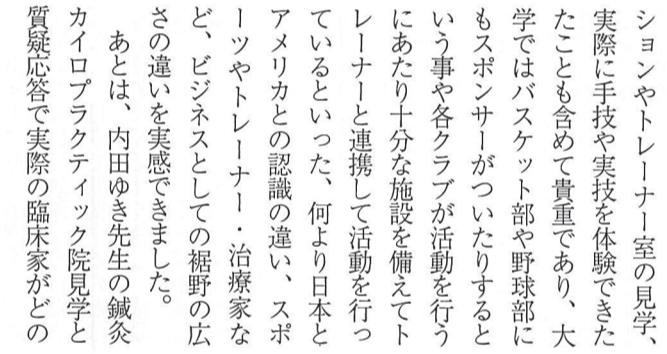 ションやトレーナー室の見学、
実際に手技や実技を体験できた
たことも含めて貴重であり、大
学ではバスケット部や野球部に
もスポンサーがついたりすると
いう事や各クラブが活動を行う
にあたり十分な施設を備えてト
レーナーと連携して活動を行っ
ているといった、何より日本と
アメリカとの認識の違い、スポ
ーツやトレーナー・治療家な
ど、ビジネスとしての裾野の広
さの違いを実感できました。
あとは、内田ゆき先生の鍼灸
カイロプラクティック院見学と
質疑応答で実際の臨床家がどの